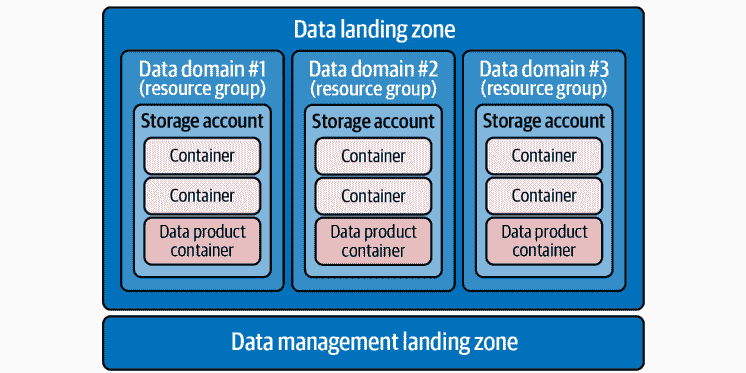 Data landing zone
Data domain #1
(resource group)
Storage account
Container
Container
Data product
container
Data domain #2
(resource group)
Storage account
Container
Container
Data product
container
Data domain #3
(resource group)
Storage account
Container
Container
Data product
container
Data management landing zone